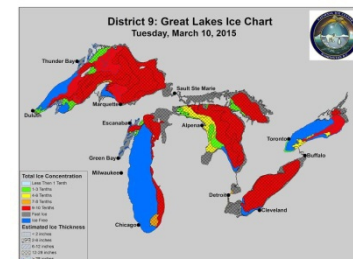 District 9: Great Lakes Ice Chart
Tuesday, March 10, 2015
Thunder Bay
Duluth
Marquette
Sault Ste Marie
Escanaba
Alpena
Green Bay
Milwaukee
Chicago
Toronto
Buffalo
Detroit
Cleveland
Total Ice Concentration
Less Than 1 Tenth
1-3 Tenths
4-6 Tenths
7-8 Tenths
9-10 Tenths
Fast Ice
Ice Free
Estimated Ice Thickness